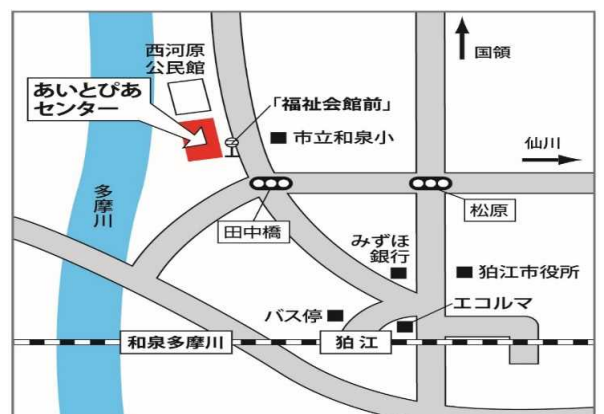 西河原
公民館
国領
あいとぴあ
センター
「福祉会館前」
市立和泉小
仙川
多摩川
田中橋
松原
みずほ
銀行
狛江市役所
エコルマ
バス停
和泉多摩川
狛江